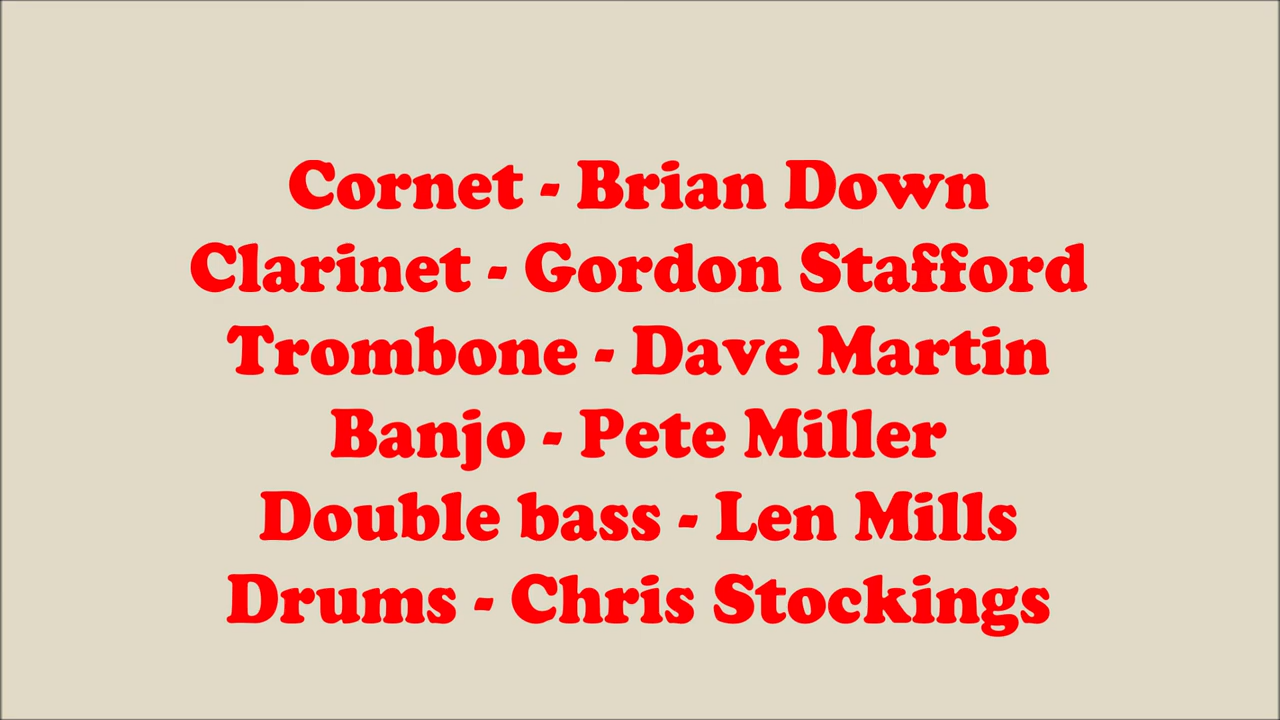 Cornet - Brian Down
Clarinet - Gordon Stafford
Trombone - Dave Martin
Banjo - Pete Miller
Double bass - Len Mills
Drums - Chris Stockings